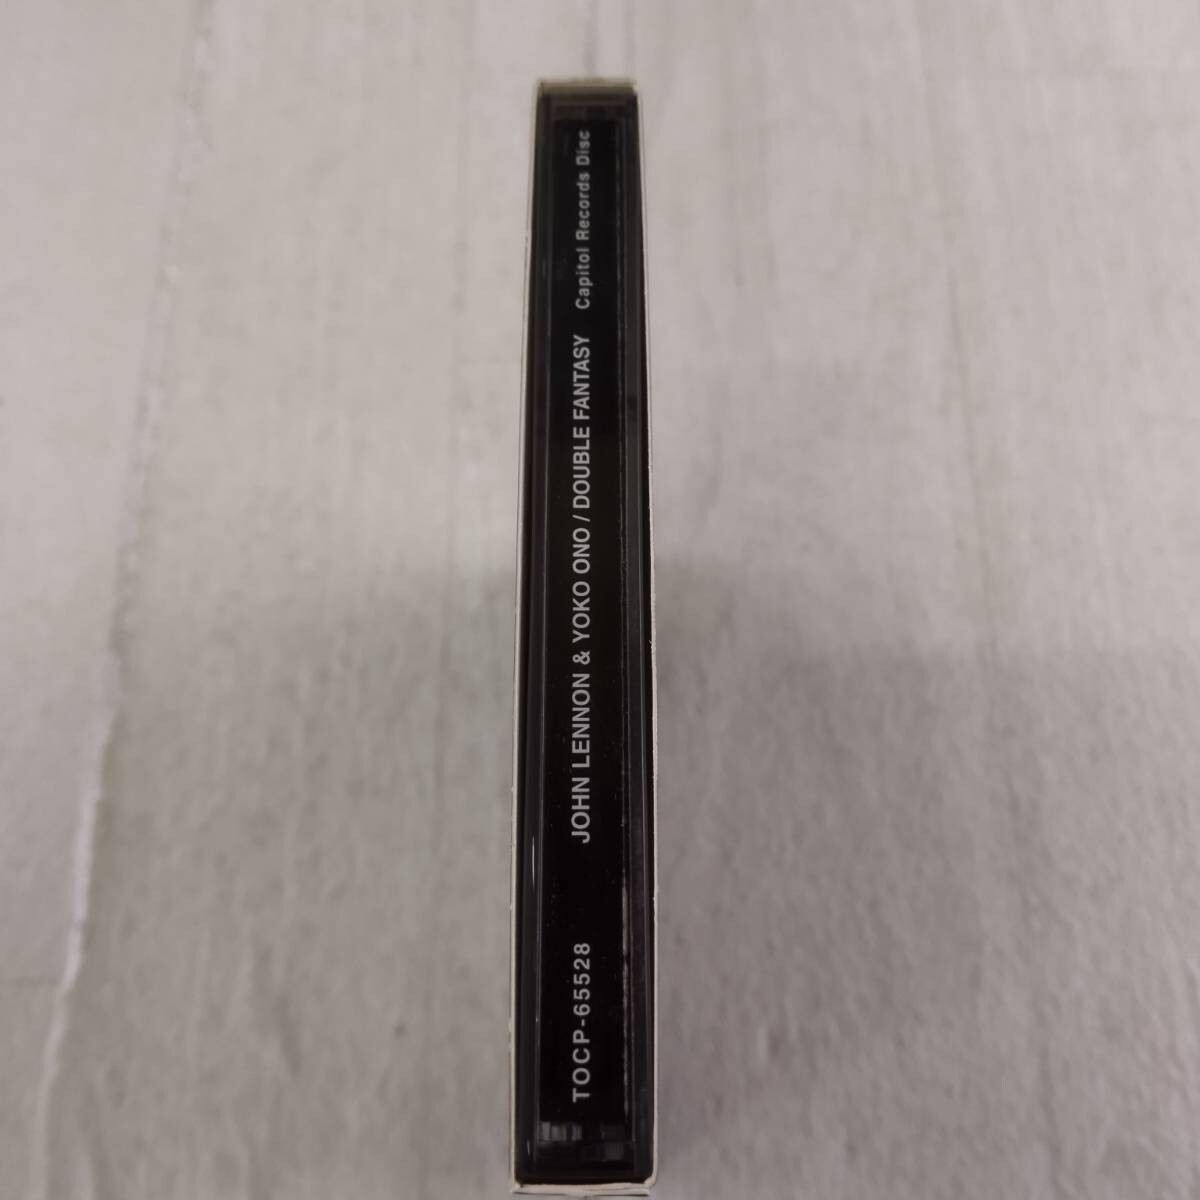 TOCP-65528 JOHN LENNON & YOKO ONO / DOUBLE FANTASY Capitol Records Disc